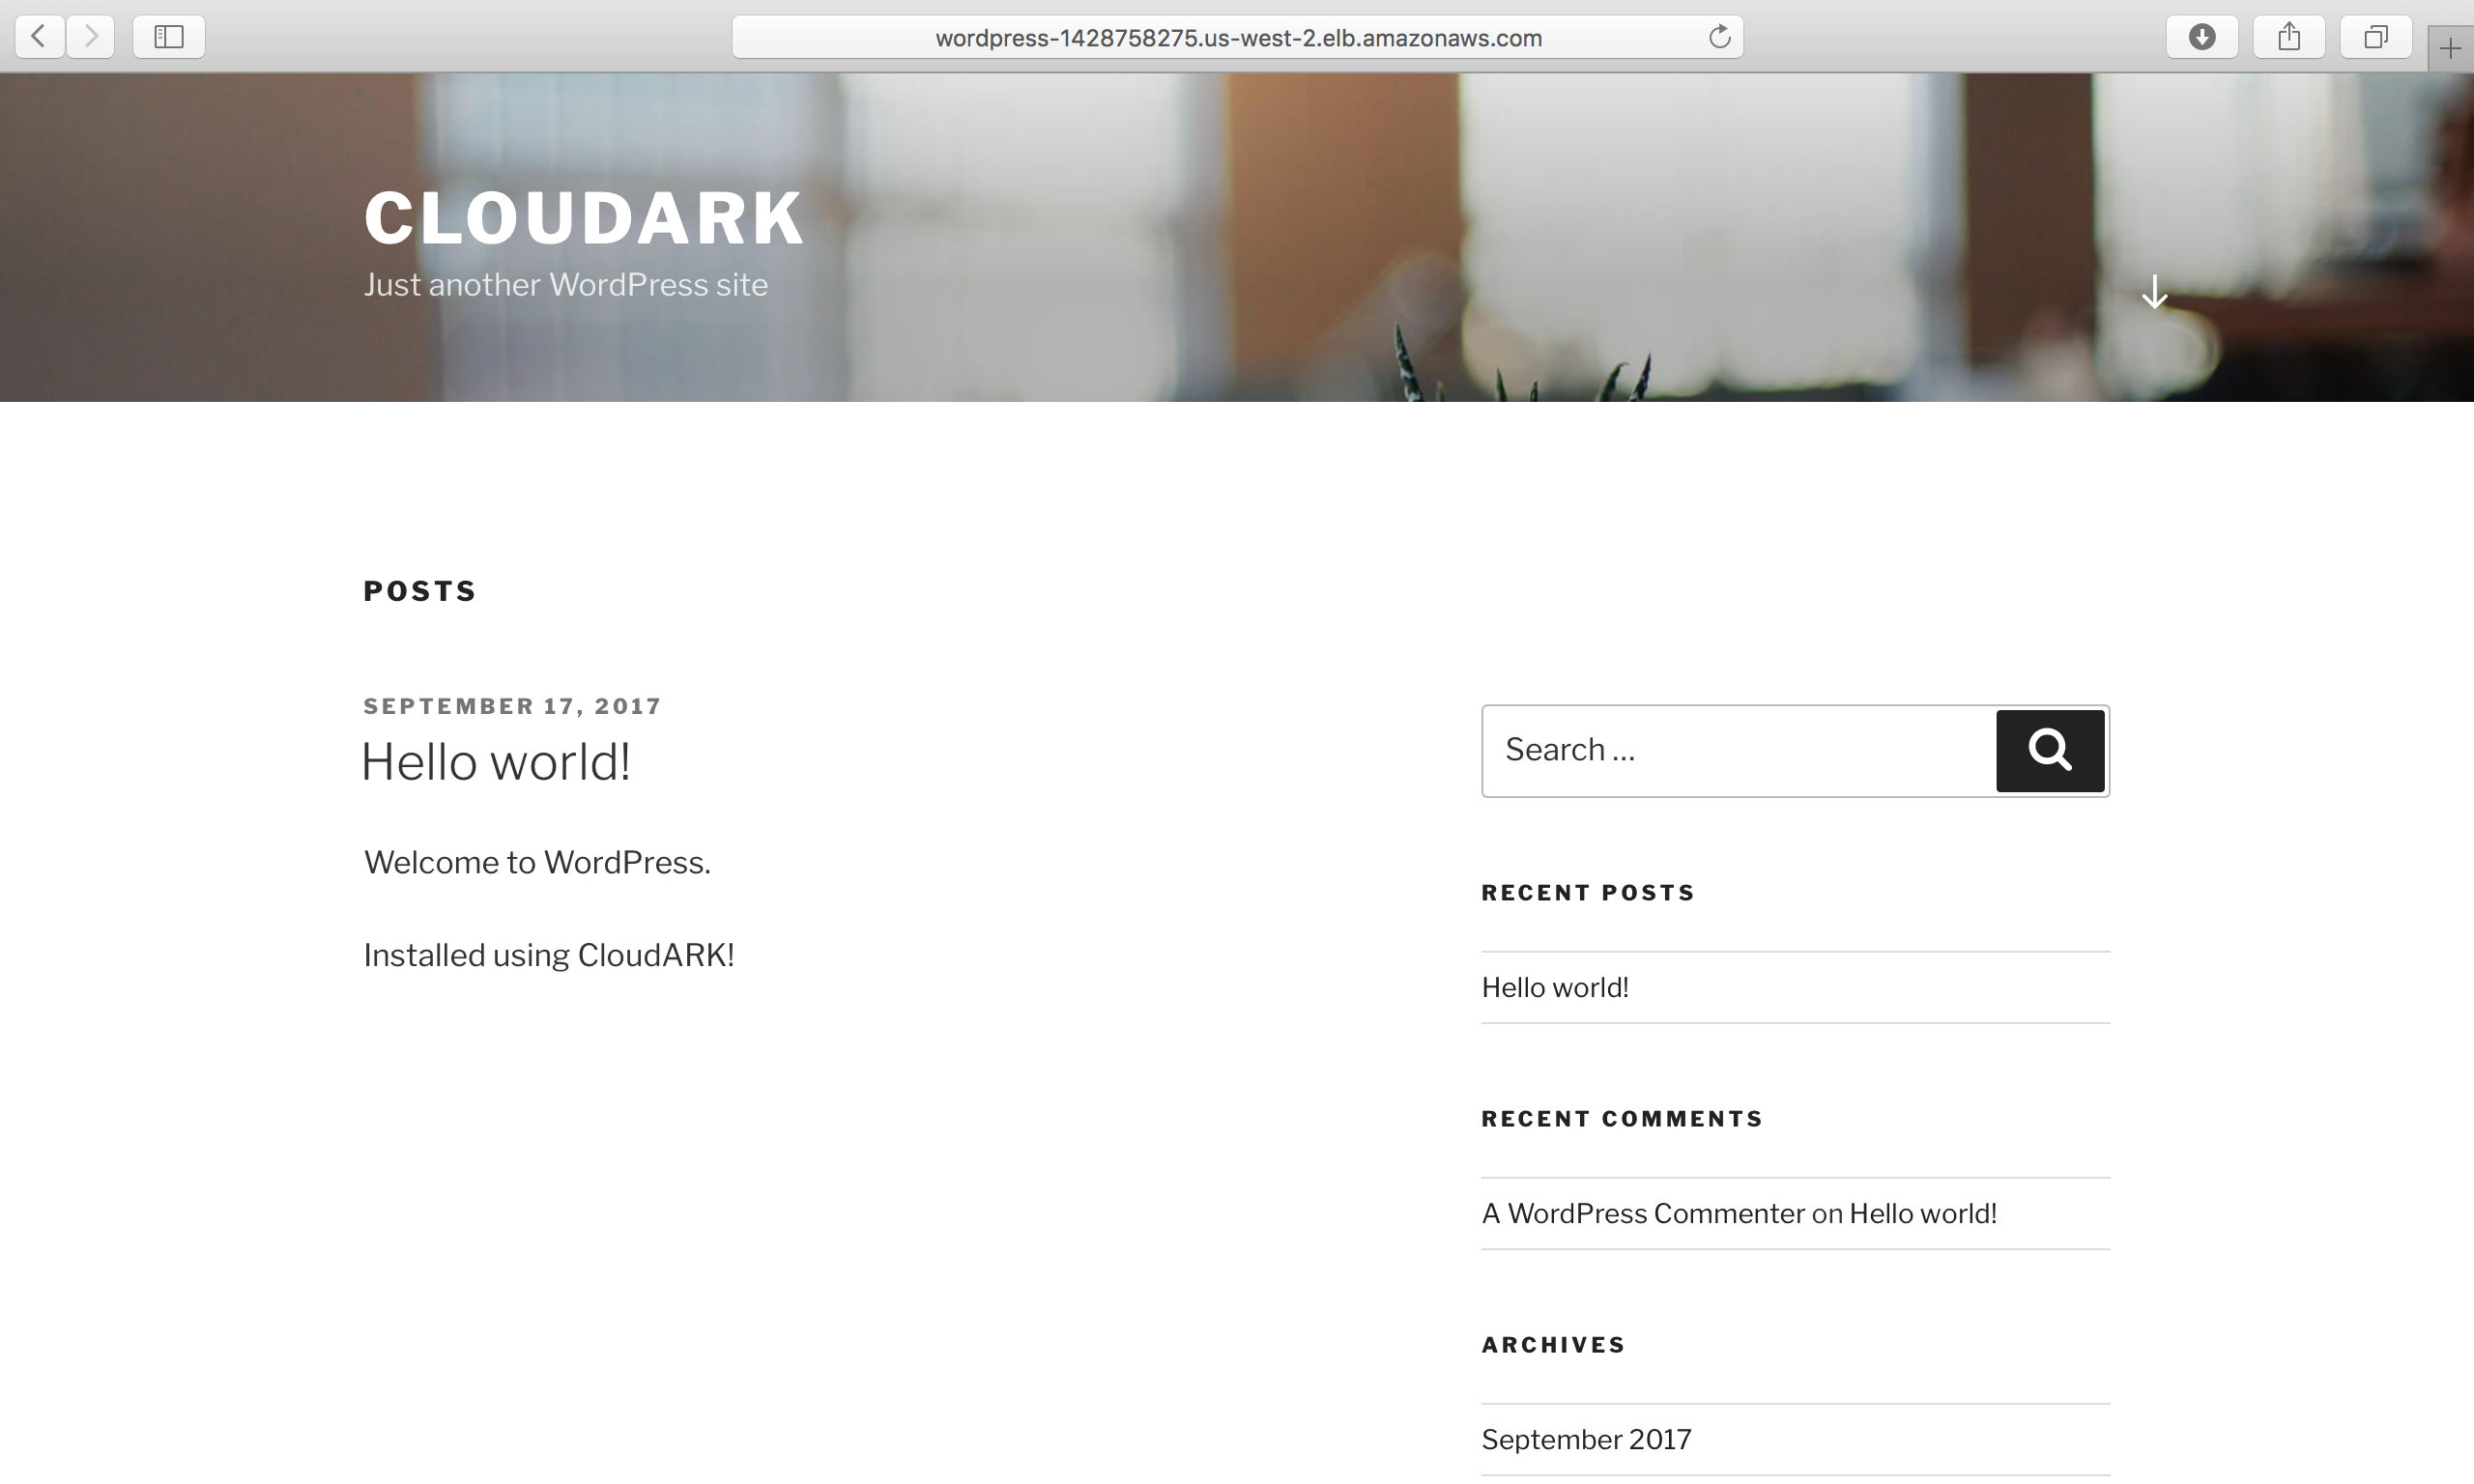 wordpress-1428758275.us-west-2.elb.amazonaws.com
CLOUDARK
Just another WordPress site
POSTS
SEPTEMBER 17, 2017
Hello world!
Welcome to WordPress.
Installed using CloudARK!
Search …
RECENT POSTS
Hello world!
RECENT COMMENTS
A WordPress Commenter on Hello world!
ARCHIVES
September 2017